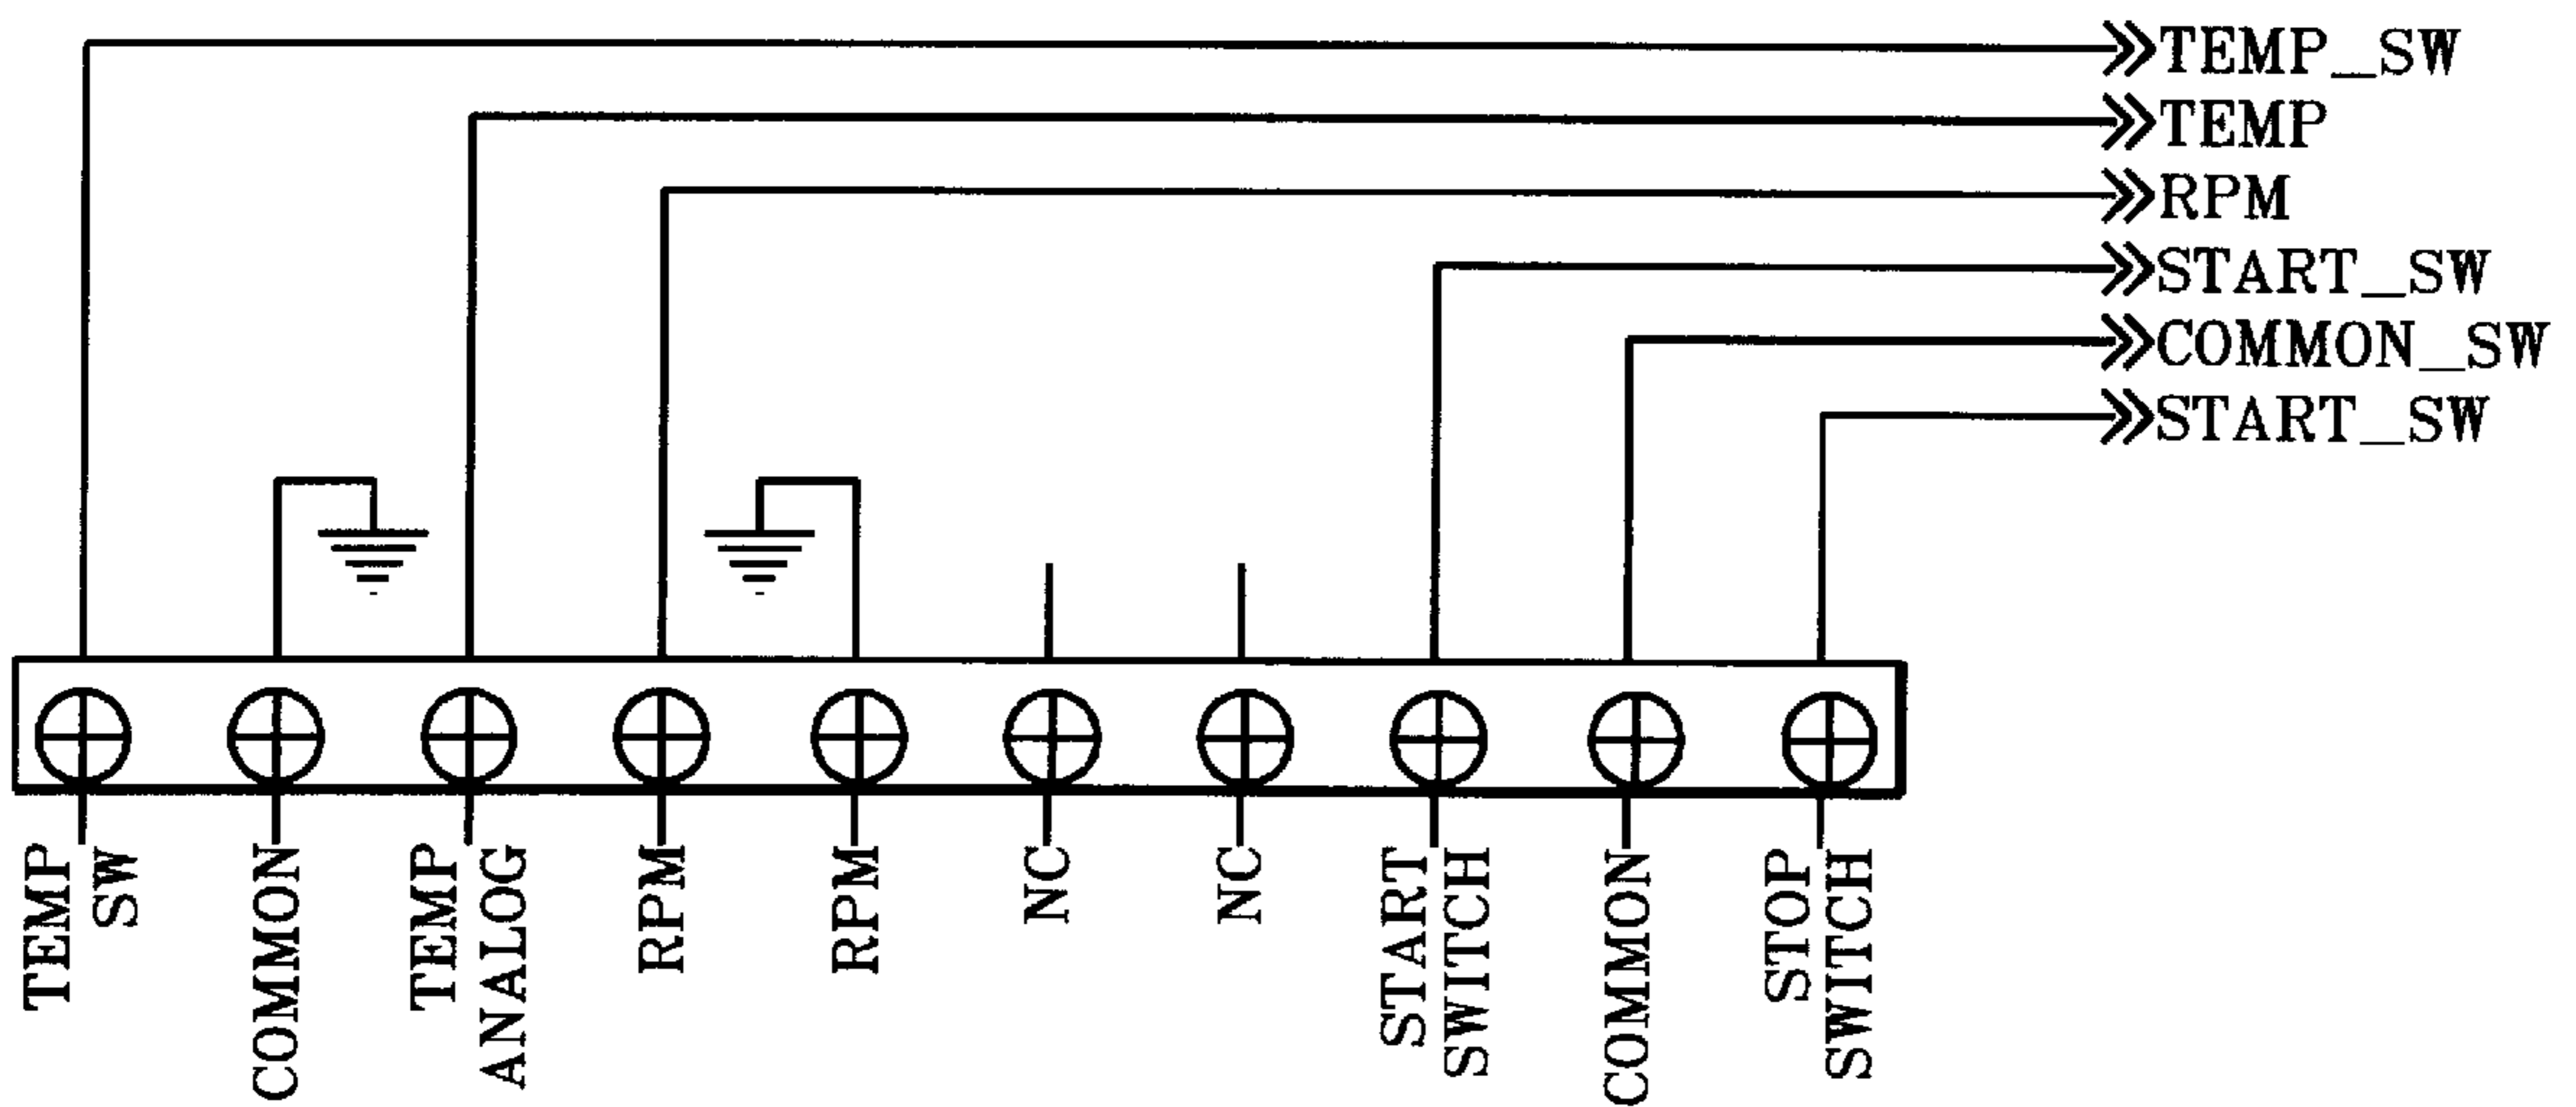 TEMP_SW
TEMP
RPM
START_SW
COMMON_SW
START_SW
TEMP
SW
COMMON
TEMP
ANALOG
RPM
RPM
NC
NC
START
SWITCH
COMMON
STOP
SWITCH